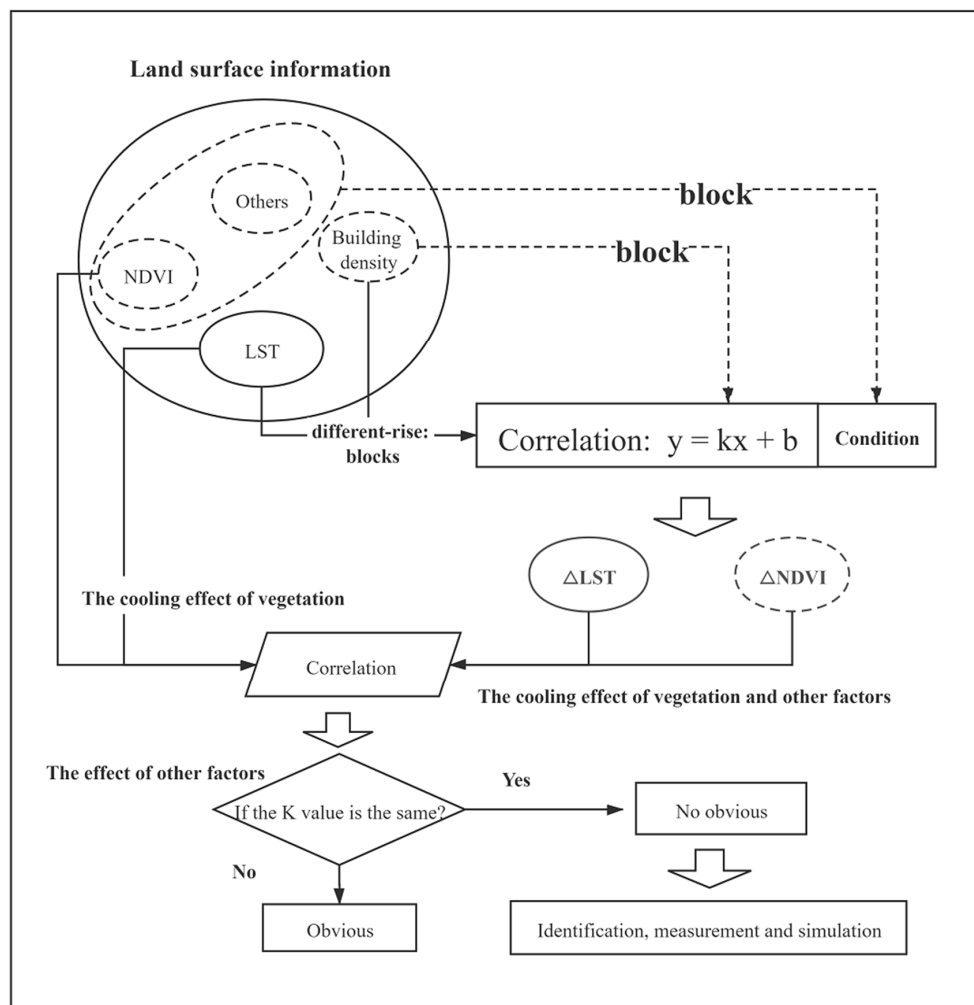 Land surface information
Others
block
Building
density
block
NDVI
LST
different-rise:
blocks
Correlation: y = kx + b
Condition
△LST
△NDVI
The cooling effect of vegetation
Correlation
The cooling effect of vegetation and other factors
The effect of other factors
If the K value is the same?
Yes
No obvious
No
Obvious
Identification, measurement and simulation